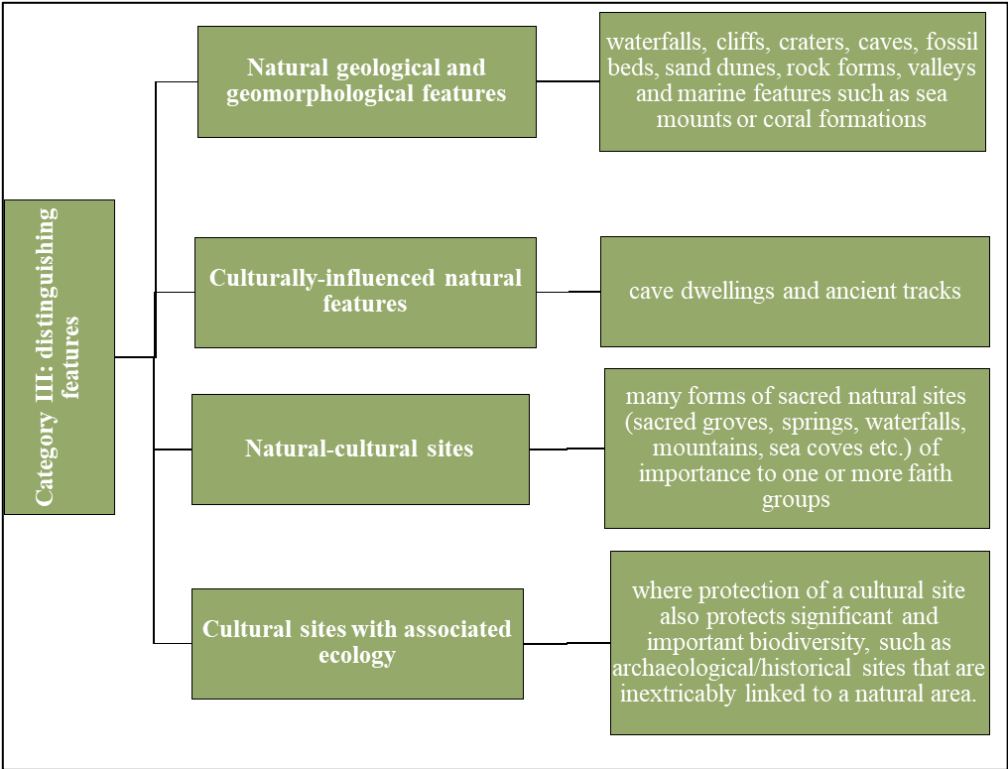 Category III: distinguishing
features
Natural geological and
geomorphological features
waterfalls, cliffs, craters, caves, fossil
beds, sand dunes, rock forms, valleys
and marine features such as sea
mounts or coral formations
Culturally-influenced natural
features
cave dwellings and ancient tracks
Natural-cultural sites
many forms of sacred natural sites
(sacred groves, springs, waterfalls,
mountains, sea coves etc.) of
importance to one or more faith
groups
Cultural sites with associated
ecology
where protection of a cultural site
also protects significant and
important biodiversity, such as
archaeological/historical sites that are
inextricably linked to a natural area.